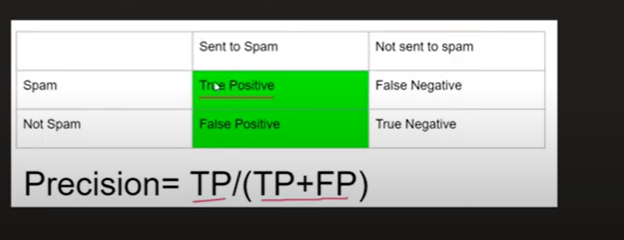 Sent to Spam Not sent to spam
Spam True Positive False Negative
Not Spam False Positive True Negative
Precision= TP/(TP+FP)